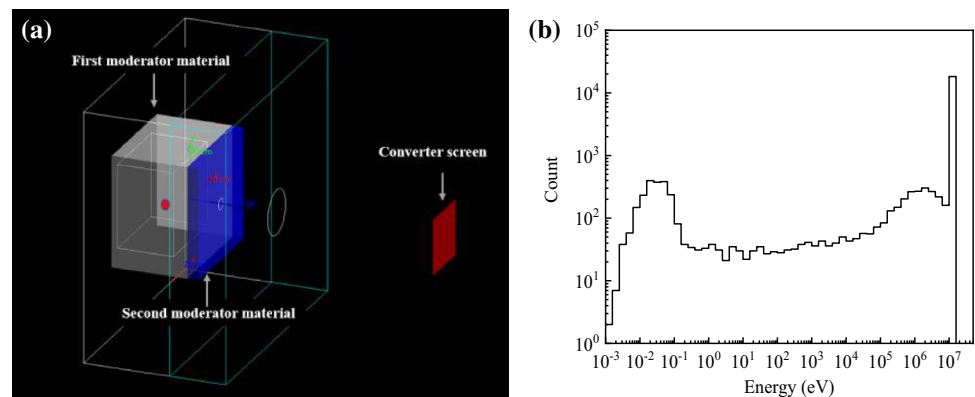 (a)
First moderator material
Converter screen
Second moderator material
(b)
Count
10^5
10^4
10^3
10^2
10^1
10^0
10^-3 10^-2 10^-1 10^0 10^1 10^2 10^3 10^4 10^5 10^6 10^7
Energy (eV)